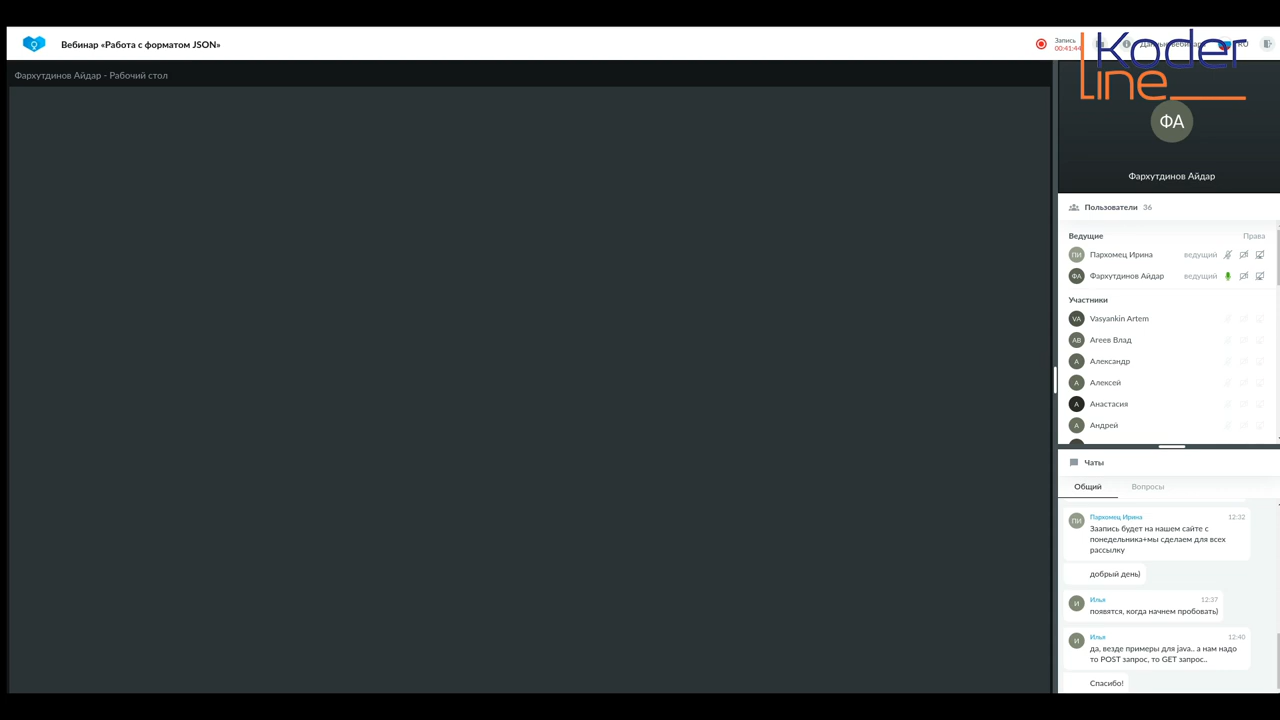 Вебинар «Работа с форматом JSON»
Запись
00:41:44
RU
Koder
line
Фархутдинов Айдар - Рабочий стол
ФА
Фархутдинов Айдар
Пользователи 36
Ведущие Права
ПИ Пархомец Ирина ведущий
ФА Фархутдинов Айдар ведущий
Участники
VA Vasyankin Artem
АВ Агеев Влад
А Александр
А Алексей
А Анастасия
А Андрей
Чаты
Общий Вопросы
ПИ Пархомец Ирина 12:32
Заапись будет на нашем сайте с
понедельника+мы сделаем для всех
рассылку
добрый день)
И Илья 12:37
появятся, когда начнем пробовать)
И Илья 12:40
да, везде примеры для java.. а нам надо
то POST запрос, то GET запрос..
Спасибо!